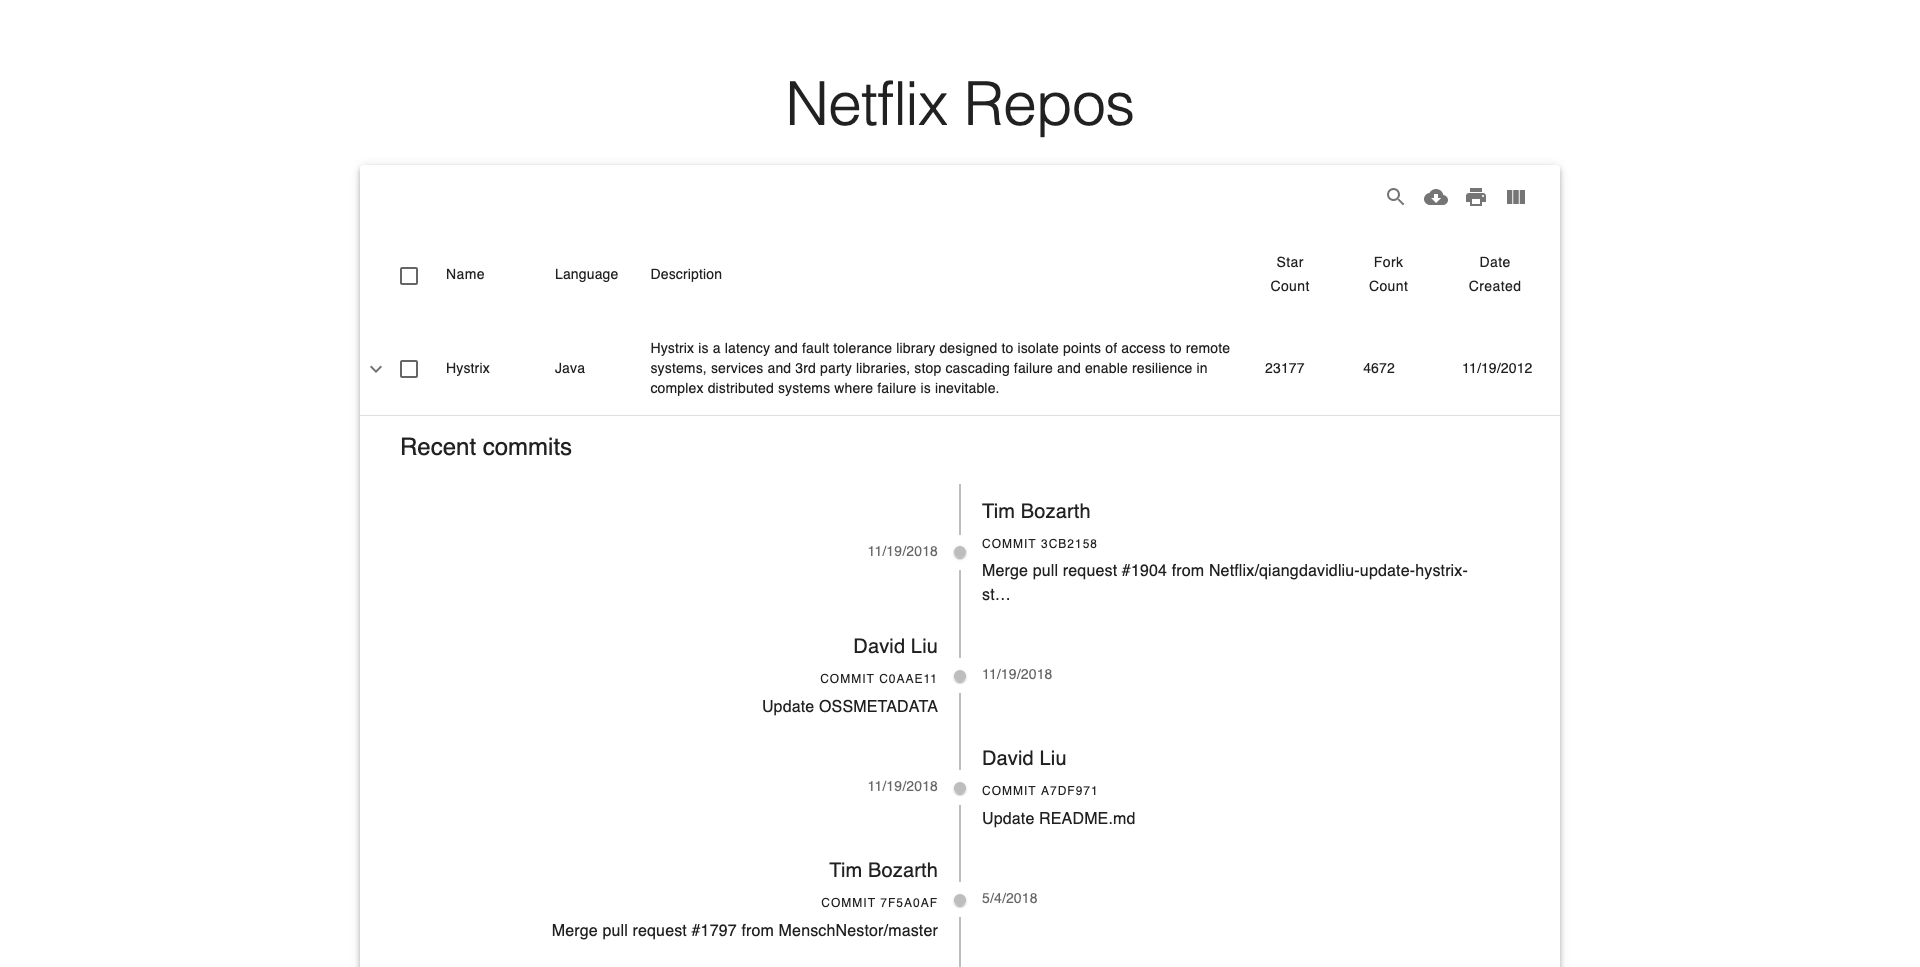 Netflix Repos
Name
Language
Description
Star
Count
Fork
Count
Date
Created
Hystrix
Java
Hystrix is a latency and fault tolerance library designed to isolate points of access to remote
systems, services and 3rd party libraries, stop cascading failure and enable resilience in
complex distributed systems where failure is inevitable.
23177
4672
11/19/2012
Recent commits
11/19/2018
Tim Bozarth
COMMIT 3CB2158
Merge pull request #1904 from Netflix/qiangdavidliu-update-hystrix-
st…
David Liu
COMMIT C0AAE11
Update OSSMETADATA
11/19/2018
11/19/2018
David Liu
COMMIT A7DF971
Update README.md
Tim Bozarth
COMMIT 7F5A0AF
Merge pull request #1797 from MenschNestor/master
5/4/2018